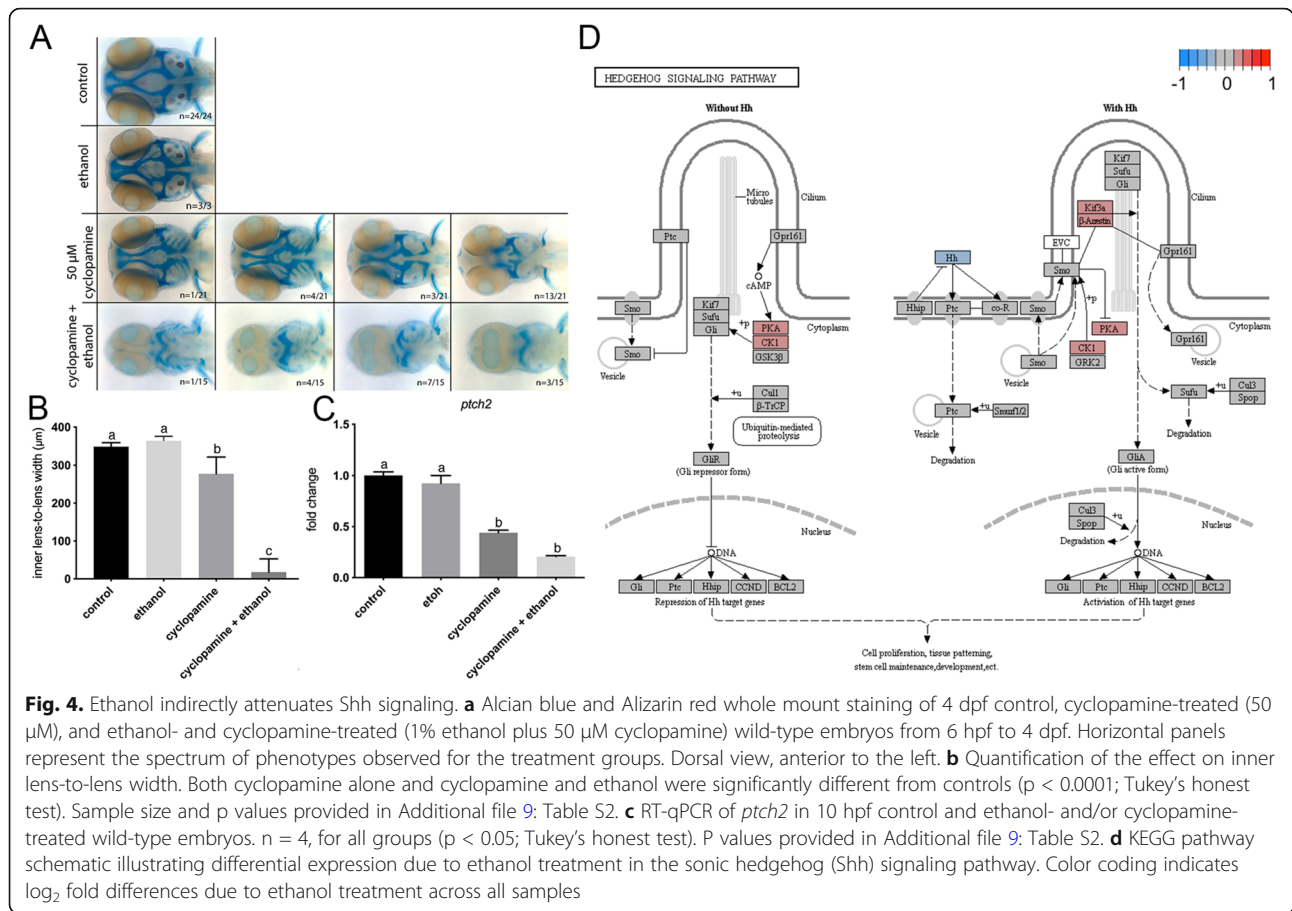 A
control
n=24/24
ethanol
n=3/3
50 µM
cyclopamine
n=1/21
n=4/21
n=3/21
n=13/21
cyclopamine +
ethanol
n=1/15
n=4/15
n=7/15
n=3/15
B
inner lens-to-lens width (µm)
400
300
200
100
0
a
a
b
c
control
ethanol
cyclopamine
cyclopamine + ethanol
C
ptch2
fold change
1.5
1.0
0.5
0.0
a
a
b
b
control
etoh
cyclopamine
cyclopamine + ethanol
D
-1
0
1
HEDGEHOG SIGNALING PATHWAY
Without Hh
Micro
tubules
Cilium
Ptc
Gpr161
cAMP
Smo
Kif7
Sufu
Gli
+p
PKA
CK1
GSK3β
Cytoplasm
Smo
Vesicle
+u
Cul1
β-TrCP
Ubiquitin-mediated
proteolysis
GliR
(Gli repressor form)
Nucleus
DNA
Gli
Ptc
Hhip
CCND
BCL2
Repression of Hh target genes
With Hh
Kif7
Sufu
Gli
Cilium
Kif3a
β-Arrestin
EVC
Gpr161
Hh
Smo
Hhip
Ptc
co-R
Smo
+p
PKA
Cytoplasm
CK1
GRK2
Gpr161
Vesicle
Smo
Vesicle
Ptc
+u
Smurf1/2
Vesicle
Degradation
Sufu
+u
Cul3
Spop
Degradation
GliA
(Gli active form)
Cul3
Spop
+u
Degradation
Nucleus
DNA
Gli
Ptc
Hhip
CCND
BCL2
Activiation of Hh target genes
Cell proliferation, tissue patterning,
stem cell maintenance,development,ect.
Fig. 4. Ethanol indirectly attenuates Shh signaling. a Alcian blue and Alizarin red whole mount staining of 4 dpf control, cyclopamine-treated (50
µM), and ethanol- and cyclopamine-treated (1% ethanol plus 50 µM cyclopamine) wild-type embryos from 6 hpf to 4 dpf. Horizontal panels
represent the spectrum of phenotypes observed for the treatment groups. Dorsal view, anterior to the left. b Quantification of the effect on inner
lens-to-lens width. Both cyclopamine alone and cyclopamine and ethanol were significantly different from controls (p < 0.0001; Tukey's honest
test). Sample size and p values provided in Additional file 9: Table S2. c RT-qPCR of ptch2 in 10 hpf control and ethanol- and/or cyclopamine-
treated wild-type embryos. n = 4, for all groups (p < 0.05; Tukey's honest test). P values provided in Additional file 9: Table S2. d KEGG pathway
schematic illustrating differential expression due to ethanol treatment in the sonic hedgehog (Shh) signaling pathway. Color coding indicates
log2 fold differences due to ethanol treatment across all samples